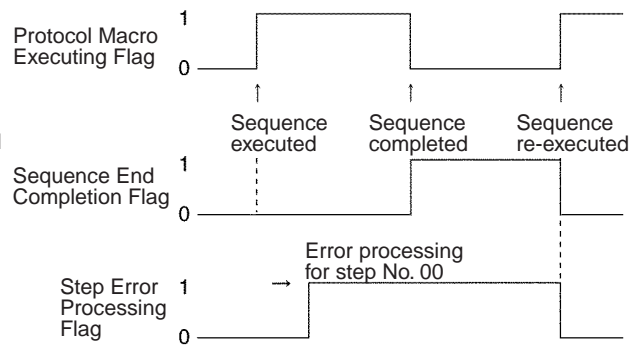 1
Protocol Macro
Executing Flag
0
Sequence
executed
Sequence
completed
Sequence
re-executed
1
Sequence End
Completion Flag
0
Error processing
for step No. 00
Step Error
Processing
Flag
1
0